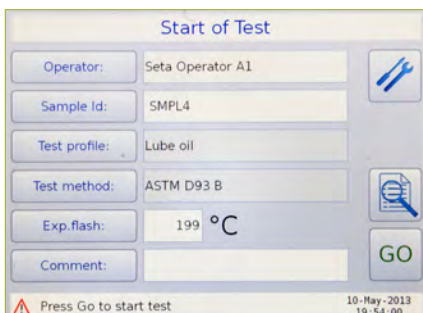 Start of Test
Operator: Seta Operator A1
Sample Id: SMPL4
Test profile: Lube oil
Test method: ASTM D93 B
Exp.flash: 199 °C
Comment:
GO
Press Go to start test
10-May-2013
19:54:00